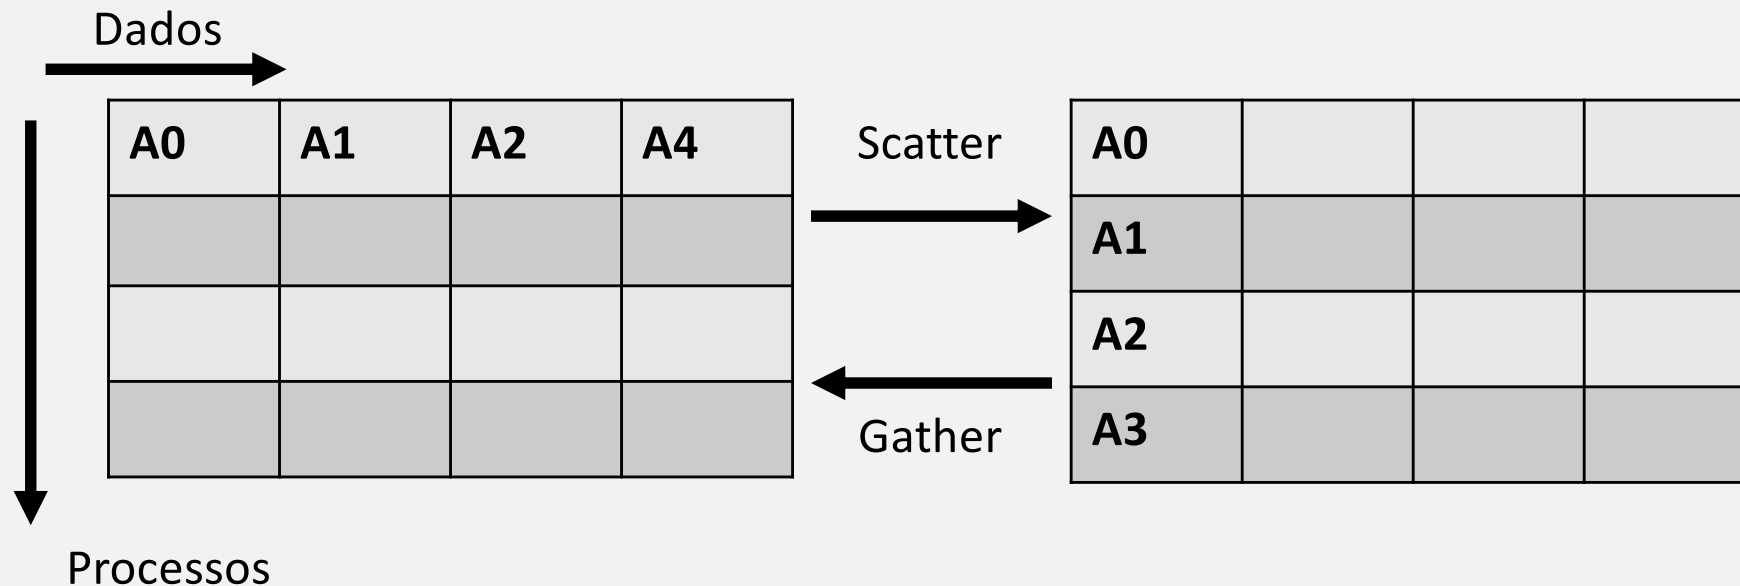 Dados
A0 A1 A2 A4
Scatter
A0
A1
A2
A3
Gather
Processos